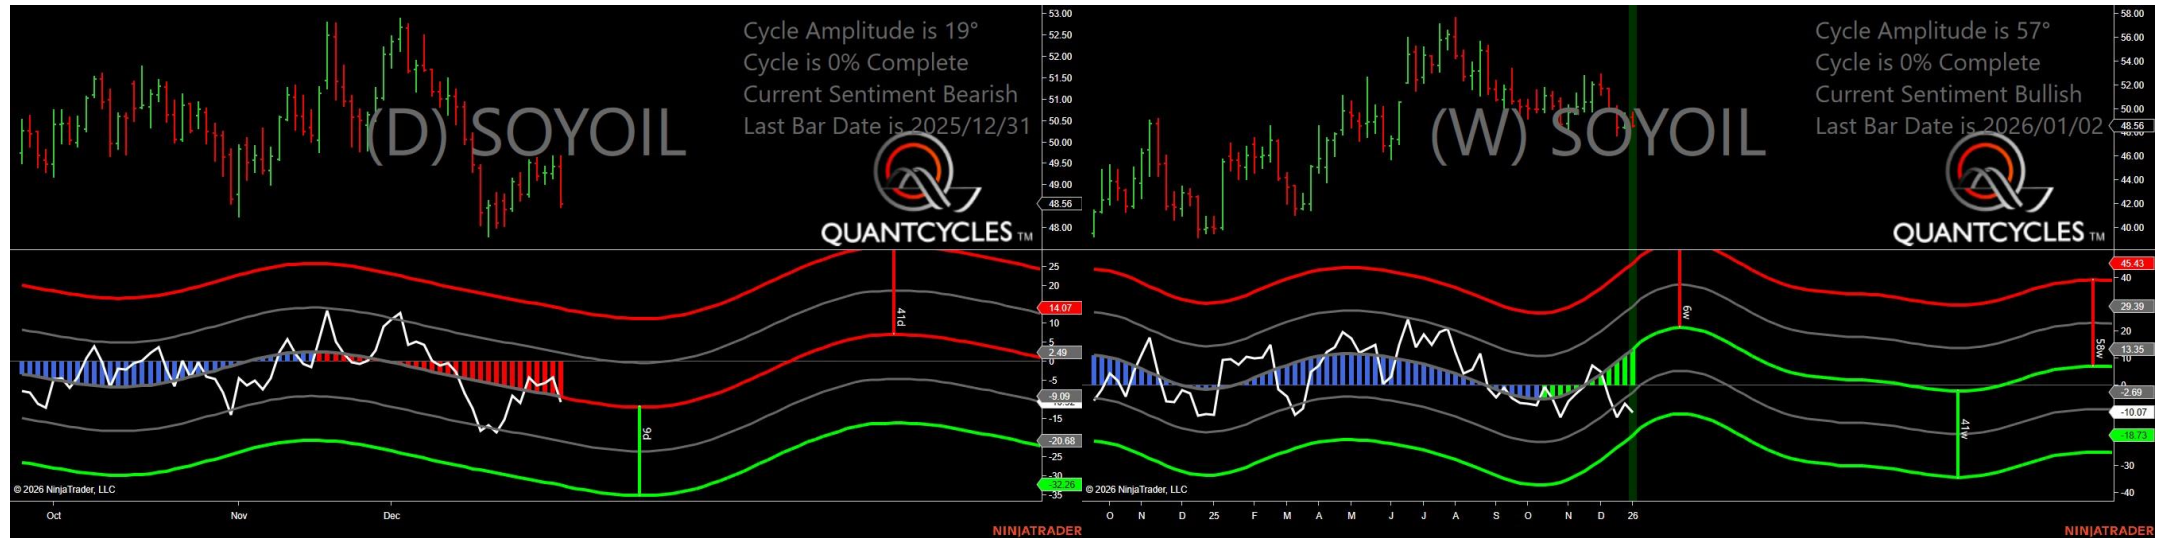 Cycle Amplitude is 19°
Cycle is 0% Complete
Current Sentiment Bearish
Last Bar Date is 2025/12/31
(D) SOYOIL
QUANTCYCLES TM
53.00
52.50
52.00
51.50
51.00
50.50
50.00
49.50
49.00
48.56
48.00
25
20
14.07
10
5
2.49
0
-5
-9.09
-15
-20.68
-25
-30
-32.26
-35
41d
9d
© 2026 NinjaTrader, LLC
Oct
Nov
Dec
NINJATRADER
Cycle Amplitude is 57°
Cycle is 0% Complete
Current Sentiment Bullish
Last Bar Date is 2026/01/02
(W) SOYOIL
QUANTCYCLES TM
58.00
56.00
54.00
52.00
50.00
48.56
48.00
46.00
44.00
42.00
40.00
45.43
40
29.39
20
13.35
10
0
-2.69
-10.07
-18.73
-30
-40
6w
58w
41w
© 2026 NinjaTrader, LLC
O N D 25 F M A M J J A S O N D 26
NINJATRADER